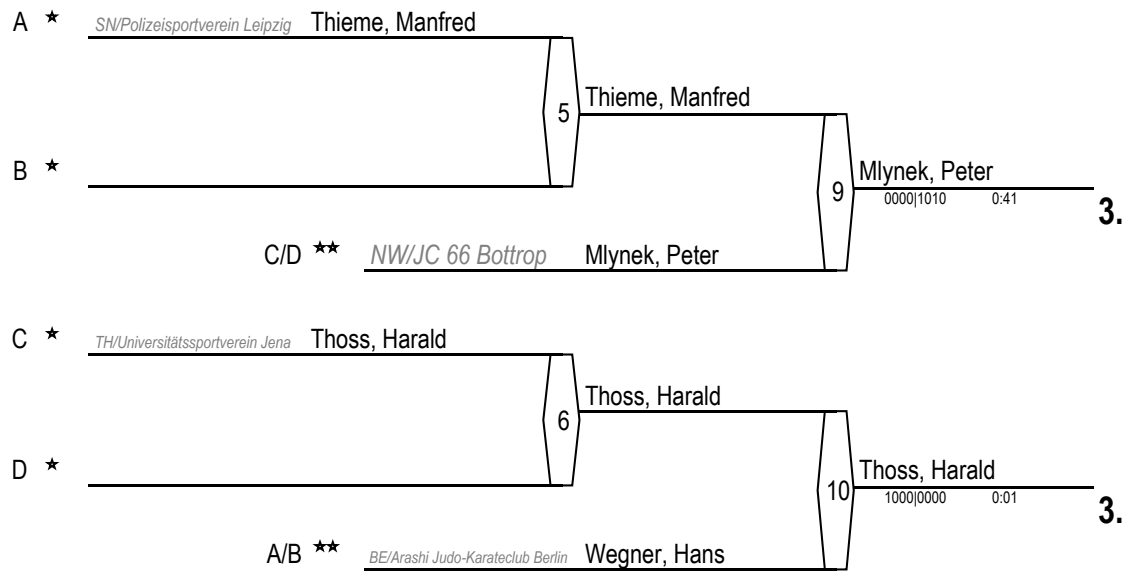 A ★ SN/Polizeisportverein Leipzig Thieme, Manfred
5 Thieme, Manfred
B ★
9 Mlynek, Peter
0000|1010 0:41
3.
C/D ★★ NW/JC 66 Bottrop Mlynek, Peter
C ★ TH/Universitätssportverein Jena Thoss, Harald
6 Thoss, Harald
D ★
10 Thoss, Harald
1000|0000 0:01
3.
A/B ★★ BE/Arashi Judo-Karateclub Berlin Wegner, Hans